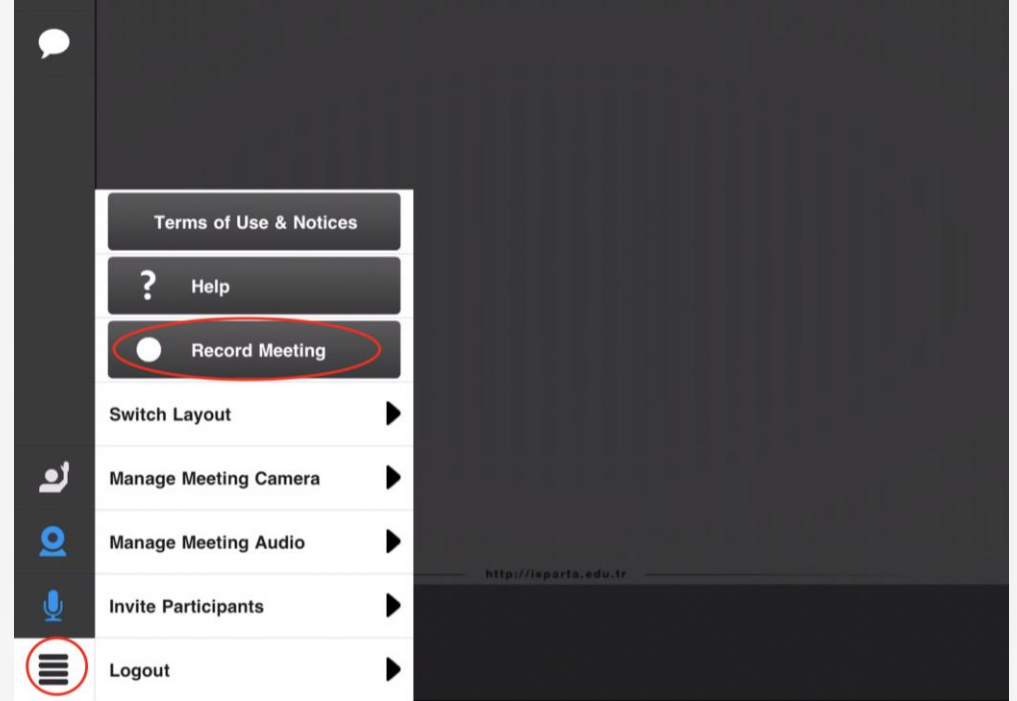 Terms of Use & Notices
? Help
Record Meeting
Switch Layout
Manage Meeting Camera
Manage Meeting Audio
Invite Participants
Logout
http://isparta.edu.tr